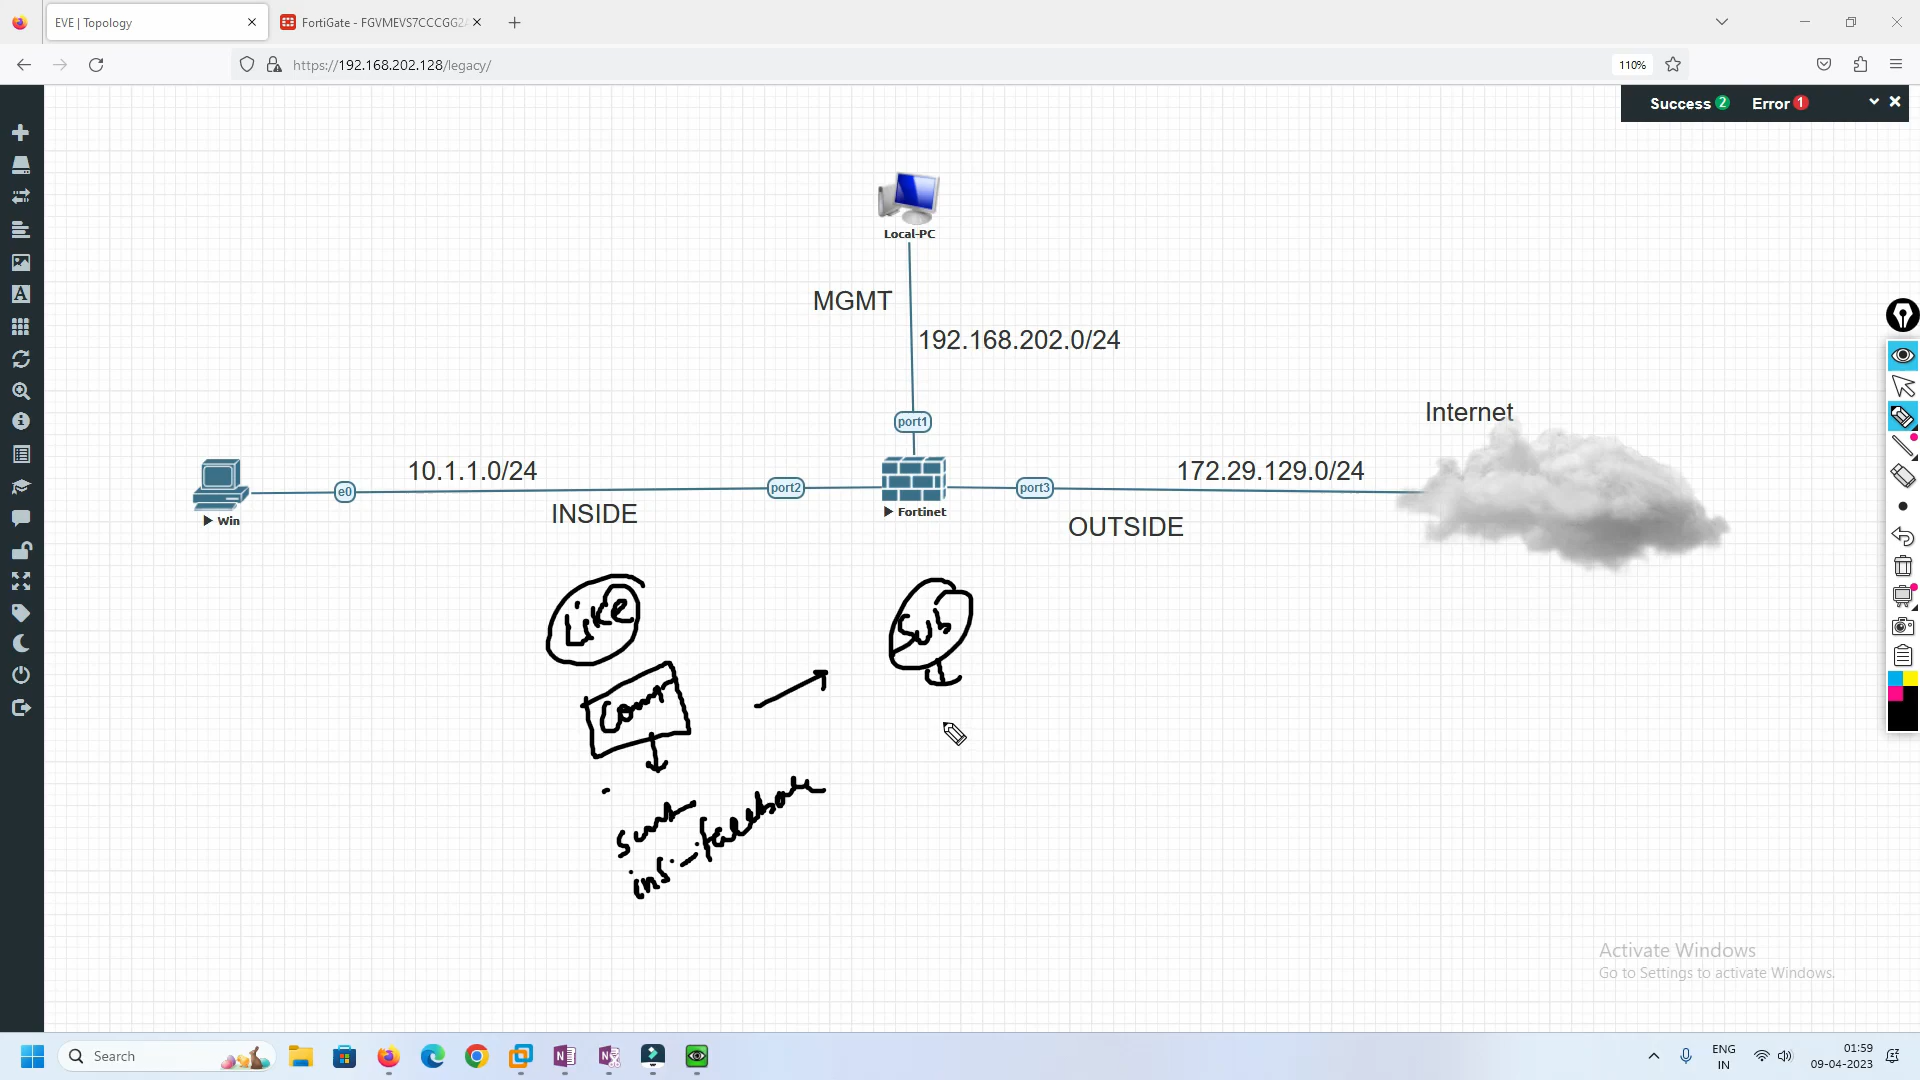 EVE | Topology
FortiGate - FGVMEVS7CCCGG2
https://192.168.202.128/legacy/
110%
Success 2 Error 1
Local-PC
MGMT
192.168.202.0/24
port1
Internet
10.1.1.0/24
172.29.129.0/24
e0
port2
port3
Win
INSIDE
Fortinet
OUTSIDE
Like
Sub
Activate Windows
Go to Settings to activate Windows.
Search
ENG
IN
01:59
09-04-2023